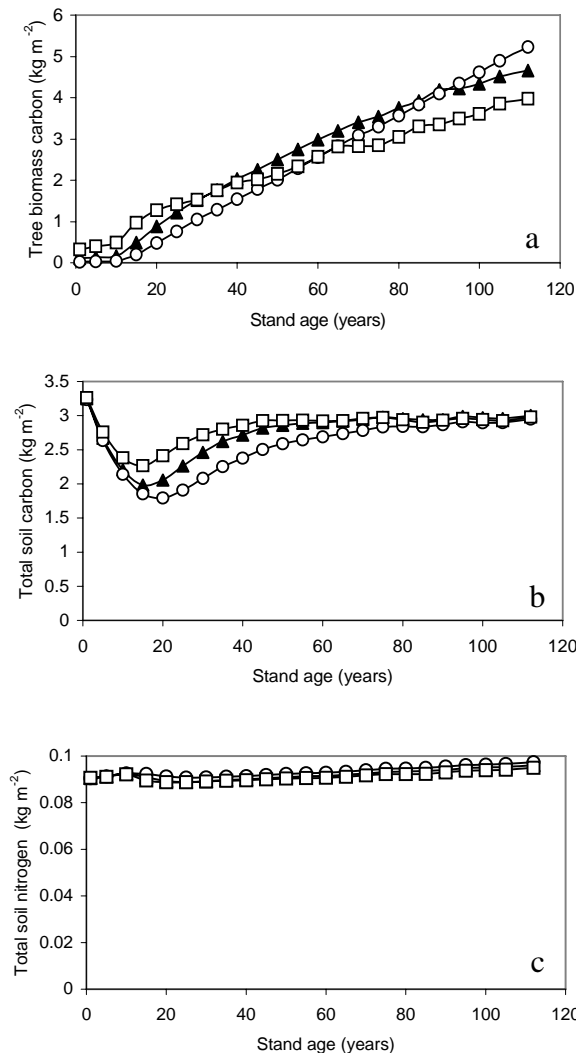 Tree biomass carbon (kg m-2)
6
5
4
3
2
1
0
a
0 20 40 60 80 100 120
Stand age (years)
Total soil carbon (kg m-2)
3.5
3
2.5
2
1.5
1
0.5
0
b
0 20 40 60 80 100 120
Stand age (years)
Total soil nitrogen (kg m-2)
0.1
0.08
0.06
0.04
0.02
0
c
0 20 40 60 80 100 120
Stand age (years)